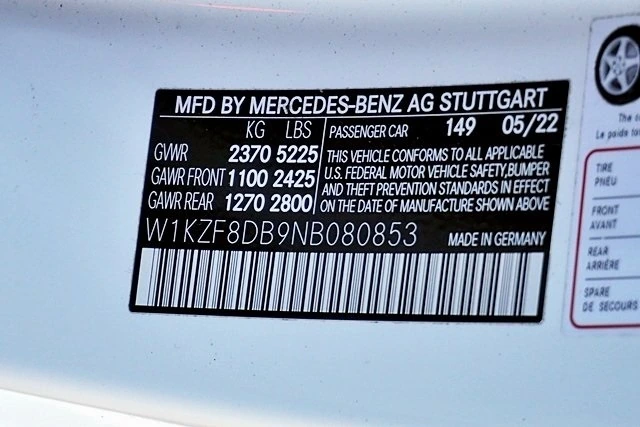 MFD BY MERCEDES-BENZ AG STUTTGART
KG LBS
GVWR 2370 5225
GAWR FRONT 1100 2425
GAWR REAR 1270 2800
PASSENGER CAR 149 05/22
THIS VEHICLE CONFORMS TO ALL APPLICABLE
U.S. FEDERAL MOTOR VEHICLE SAFETY,BUMPER
AND THEFT PREVENTION STANDARDS IN EFFECT
ON THE DATE OF MANUFACTURE SHOWN ABOVE
W1KZF8DB9NB080853 MADE IN GERMANY
The
Le poids
TIRE
PNEU
FRONT
AVANT
REAR
ARRIÈRE
SPARE
DE SECOURS